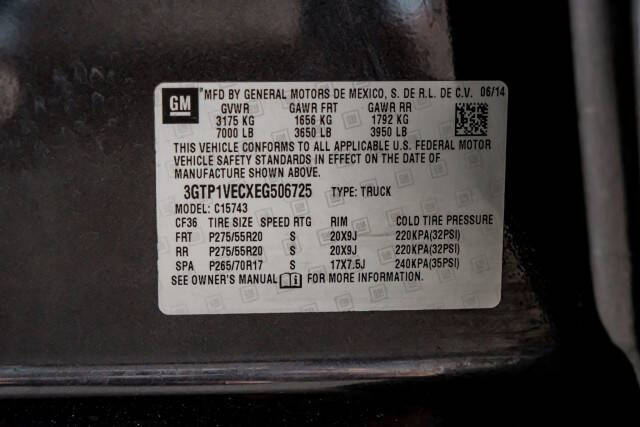 GM
MFD BY GENERAL MOTORS DE MEXICO, S. DE R.L. DE C.V. 06/14
GVWR GAWR FRT GAWR RR
3175 KG 1656 KG 1792 KG
7000 LB 3650 LB 3950 LB
THIS VEHICLE CONFORMS TO ALL APPLICABLE U.S. FEDERAL MOTOR
VEHICLE SAFETY STANDARDS IN EFFECT ON THE DATE OF
MANUFACTURE SHOWN ABOVE.
3GTP1VECXEG506725 TYPE: TRUCK
MODEL: C15743
CF36 TIRE SIZE SPEED RTG RIM COLD TIRE PRESSURE
FRT P275/55R20 S 20X9J 220KPA(32PSI)
RR P275/55R20 S 20X9J 220KPA(32PSI)
SPA P265/70R17 S 17X7.5J 240KPA(35PSI)
SEE OWNER'S MANUAL FOR MORE INFORMATION.